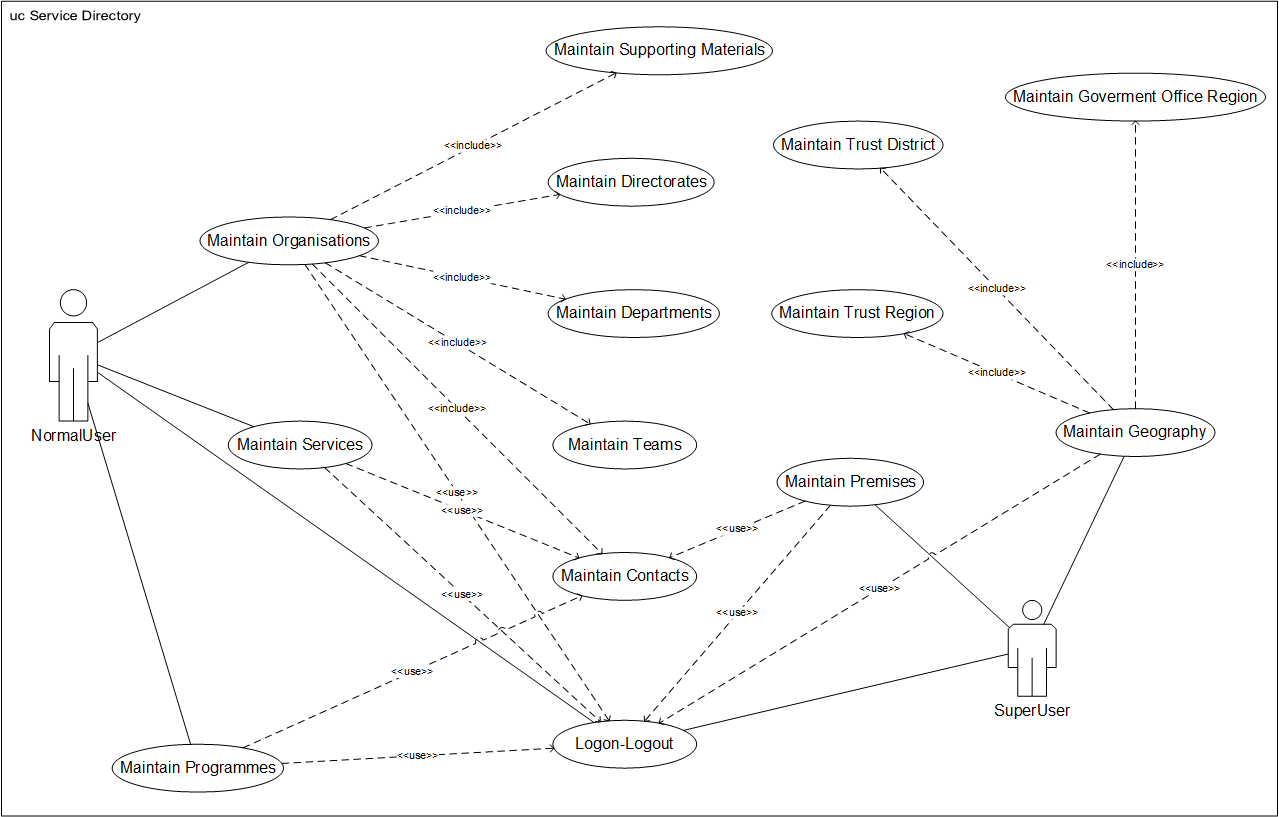 uc Service Directory
Maintain Supporting Materials
Maintain Goverment Office Region
Maintain Trust District
<<include>>
Maintain Directorates
<<include>>
Maintain Organisations
<<include>>
<<include>>
<<include>>
Maintain Departments
Maintain Trust Region
<<include>>
<<include>>
<<include>>
NormalUser
Maintain Services
Maintain Teams
Maintain Geography
Maintain Premises
<<use>>
<<use>>
<<use>>
Maintain Contacts
<<use>>
<<use>>
<<use>>
<<use>>
SuperUser
Logon-Logout
<<use>>
Maintain Programmes